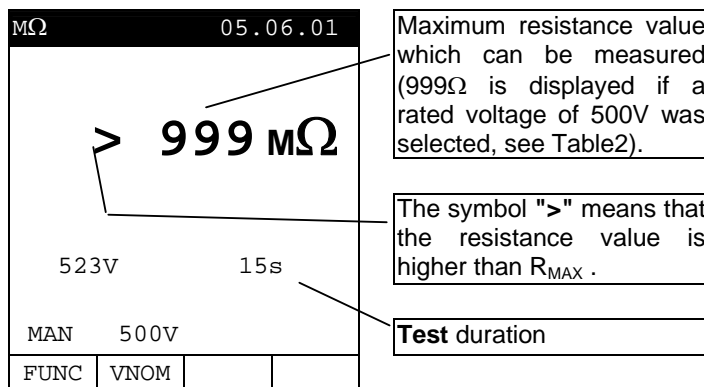 MΩ 05.06.01
> 999 MΩ
523V 15s
MAN 500V
FUNC VNOM
Maximum resistance value
which can be measured
(999Ω is displayed if a
rated voltage of 500V was
selected, see Table2).
The symbol ">" means that
the resistance value is
higher than RMAX .
Test duration